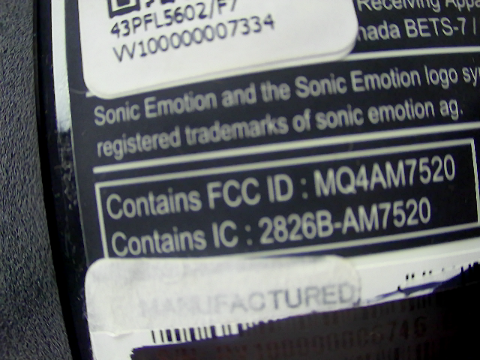 43PFL5602/F7
VV100000007334
Receiving Appa
nada BETS-7 /
Sonic Emotion and the Sonic Emotion logo sy
registered trademarks of sonic emotion ag.
Contains FCC ID : MQ4AM7520
Contains IC : 2826B-AM7520
MANUFACTURED